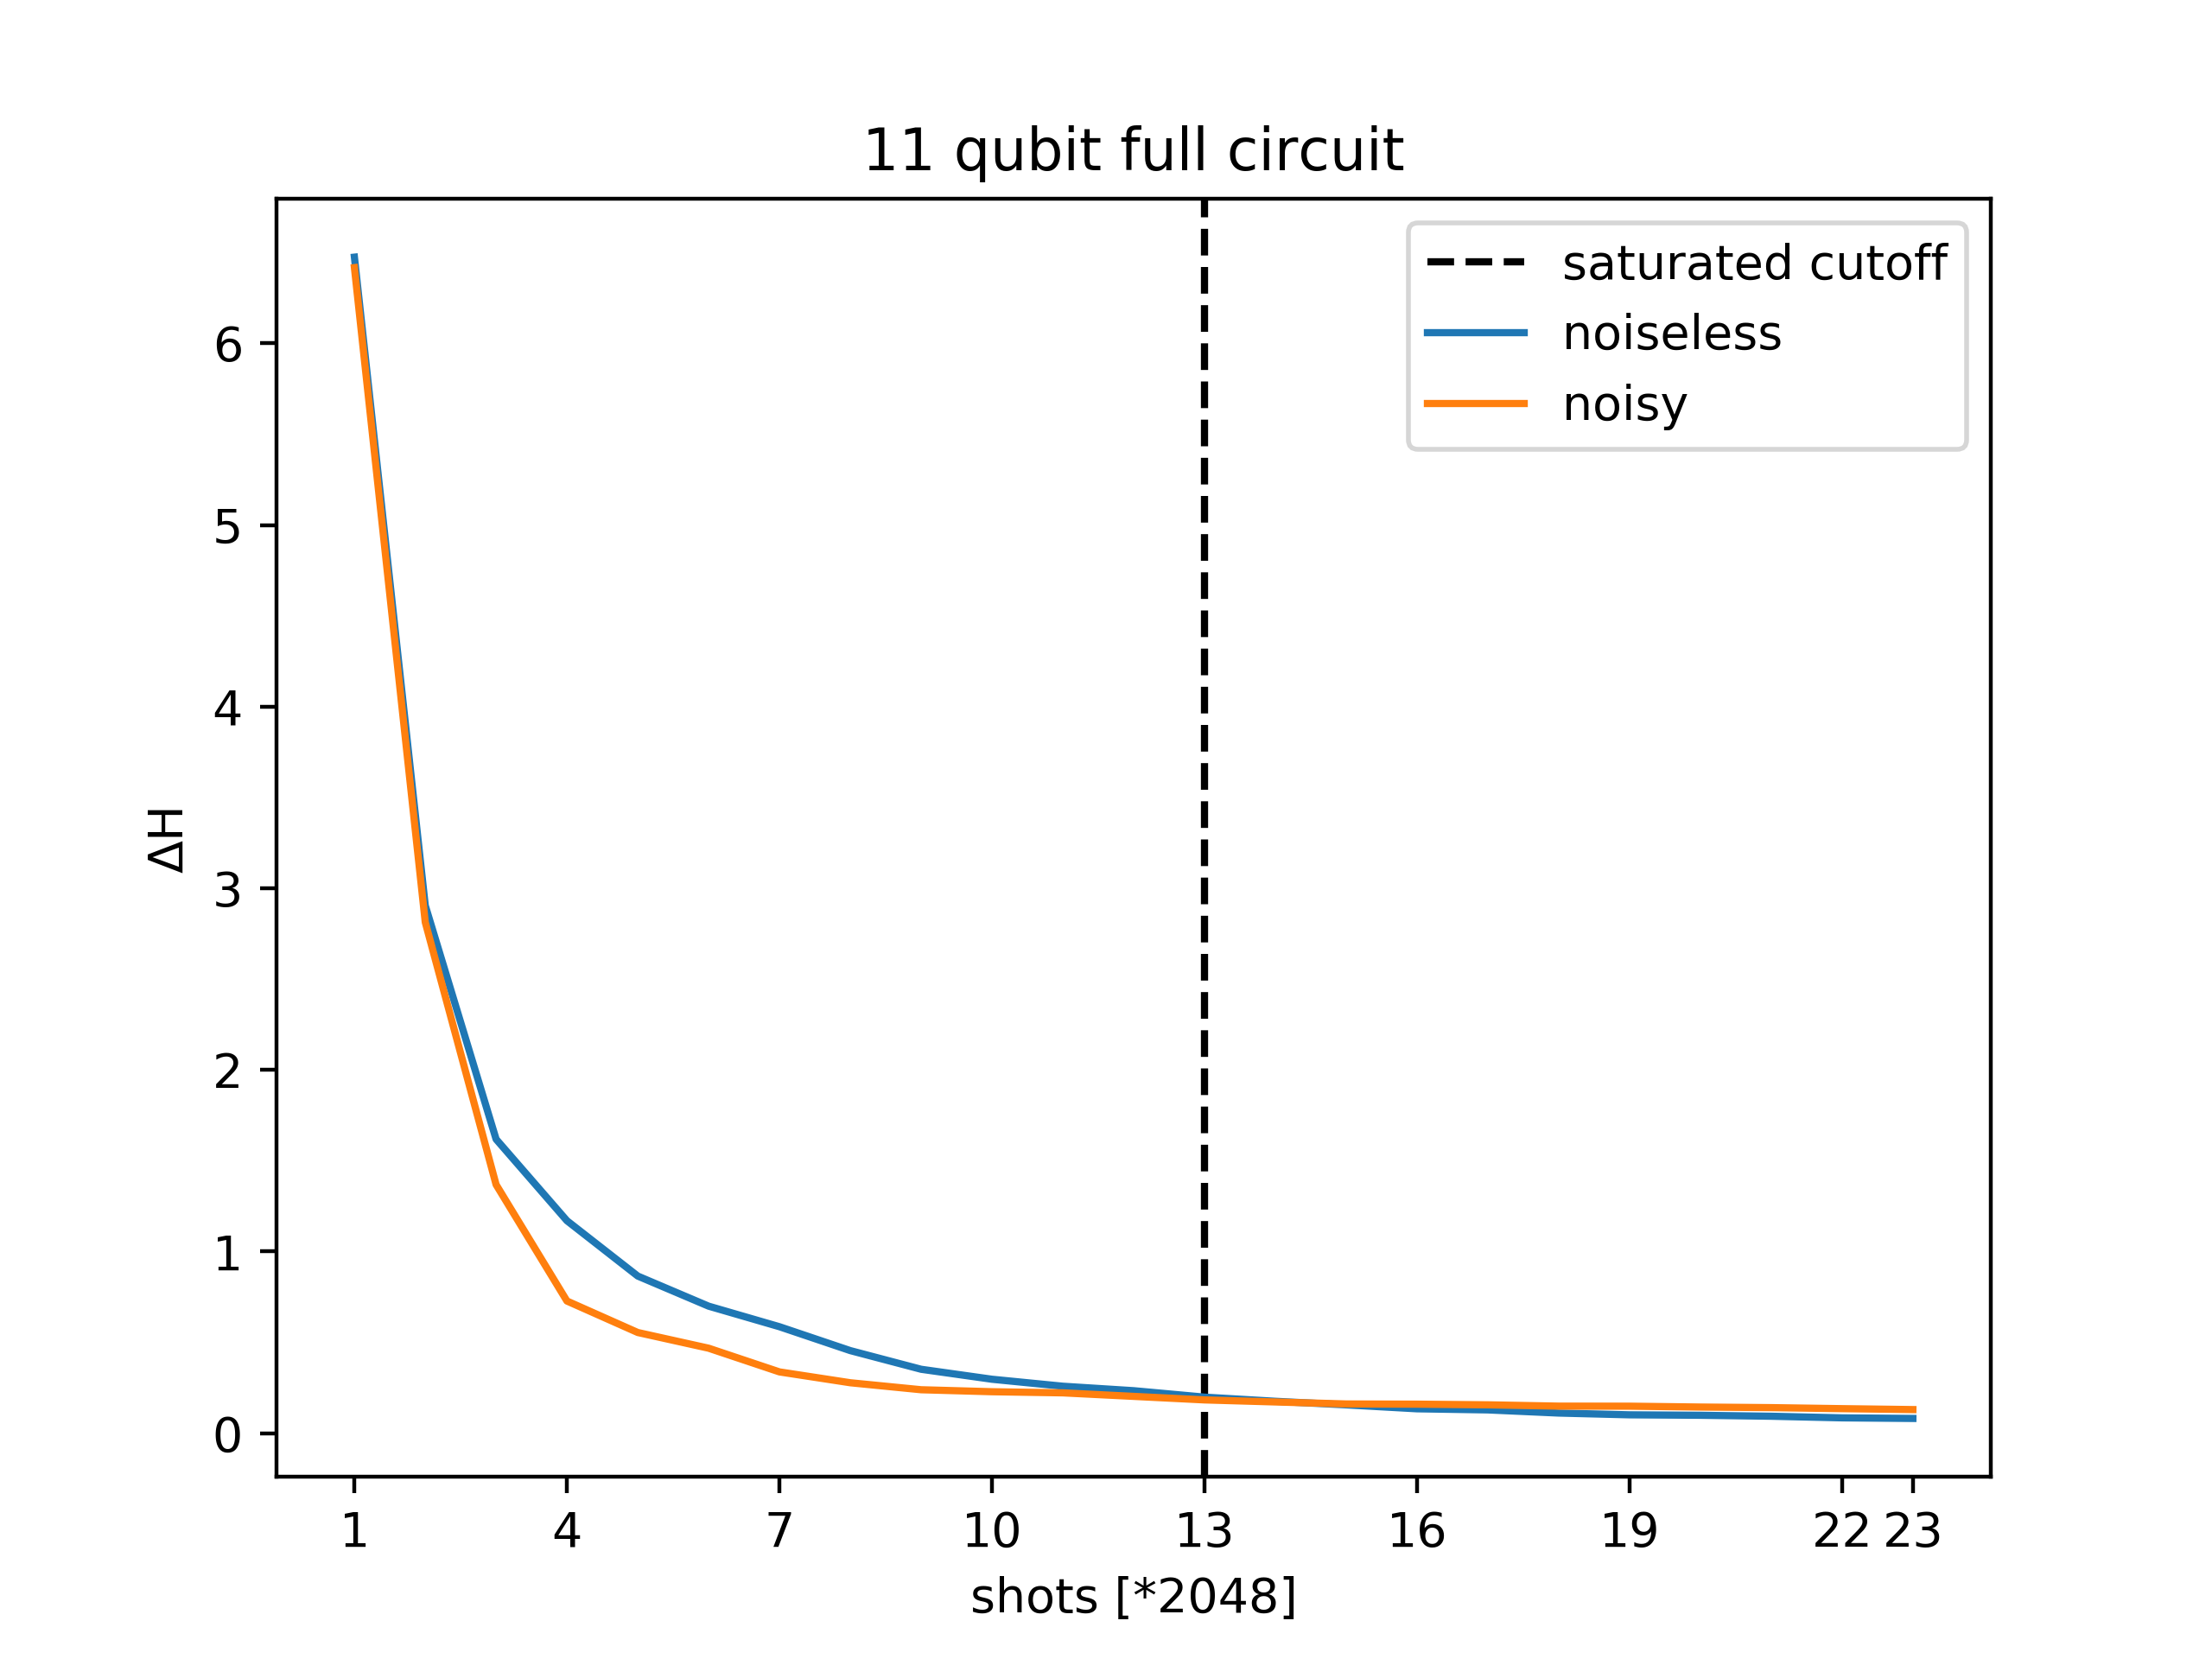 11 qubit full circuit
saturated cutoff
noiseless
noisy
6
5
4
3
2
1
0
ΔH
1 4 7 10 13 16 19 22 23
shots [*2048]